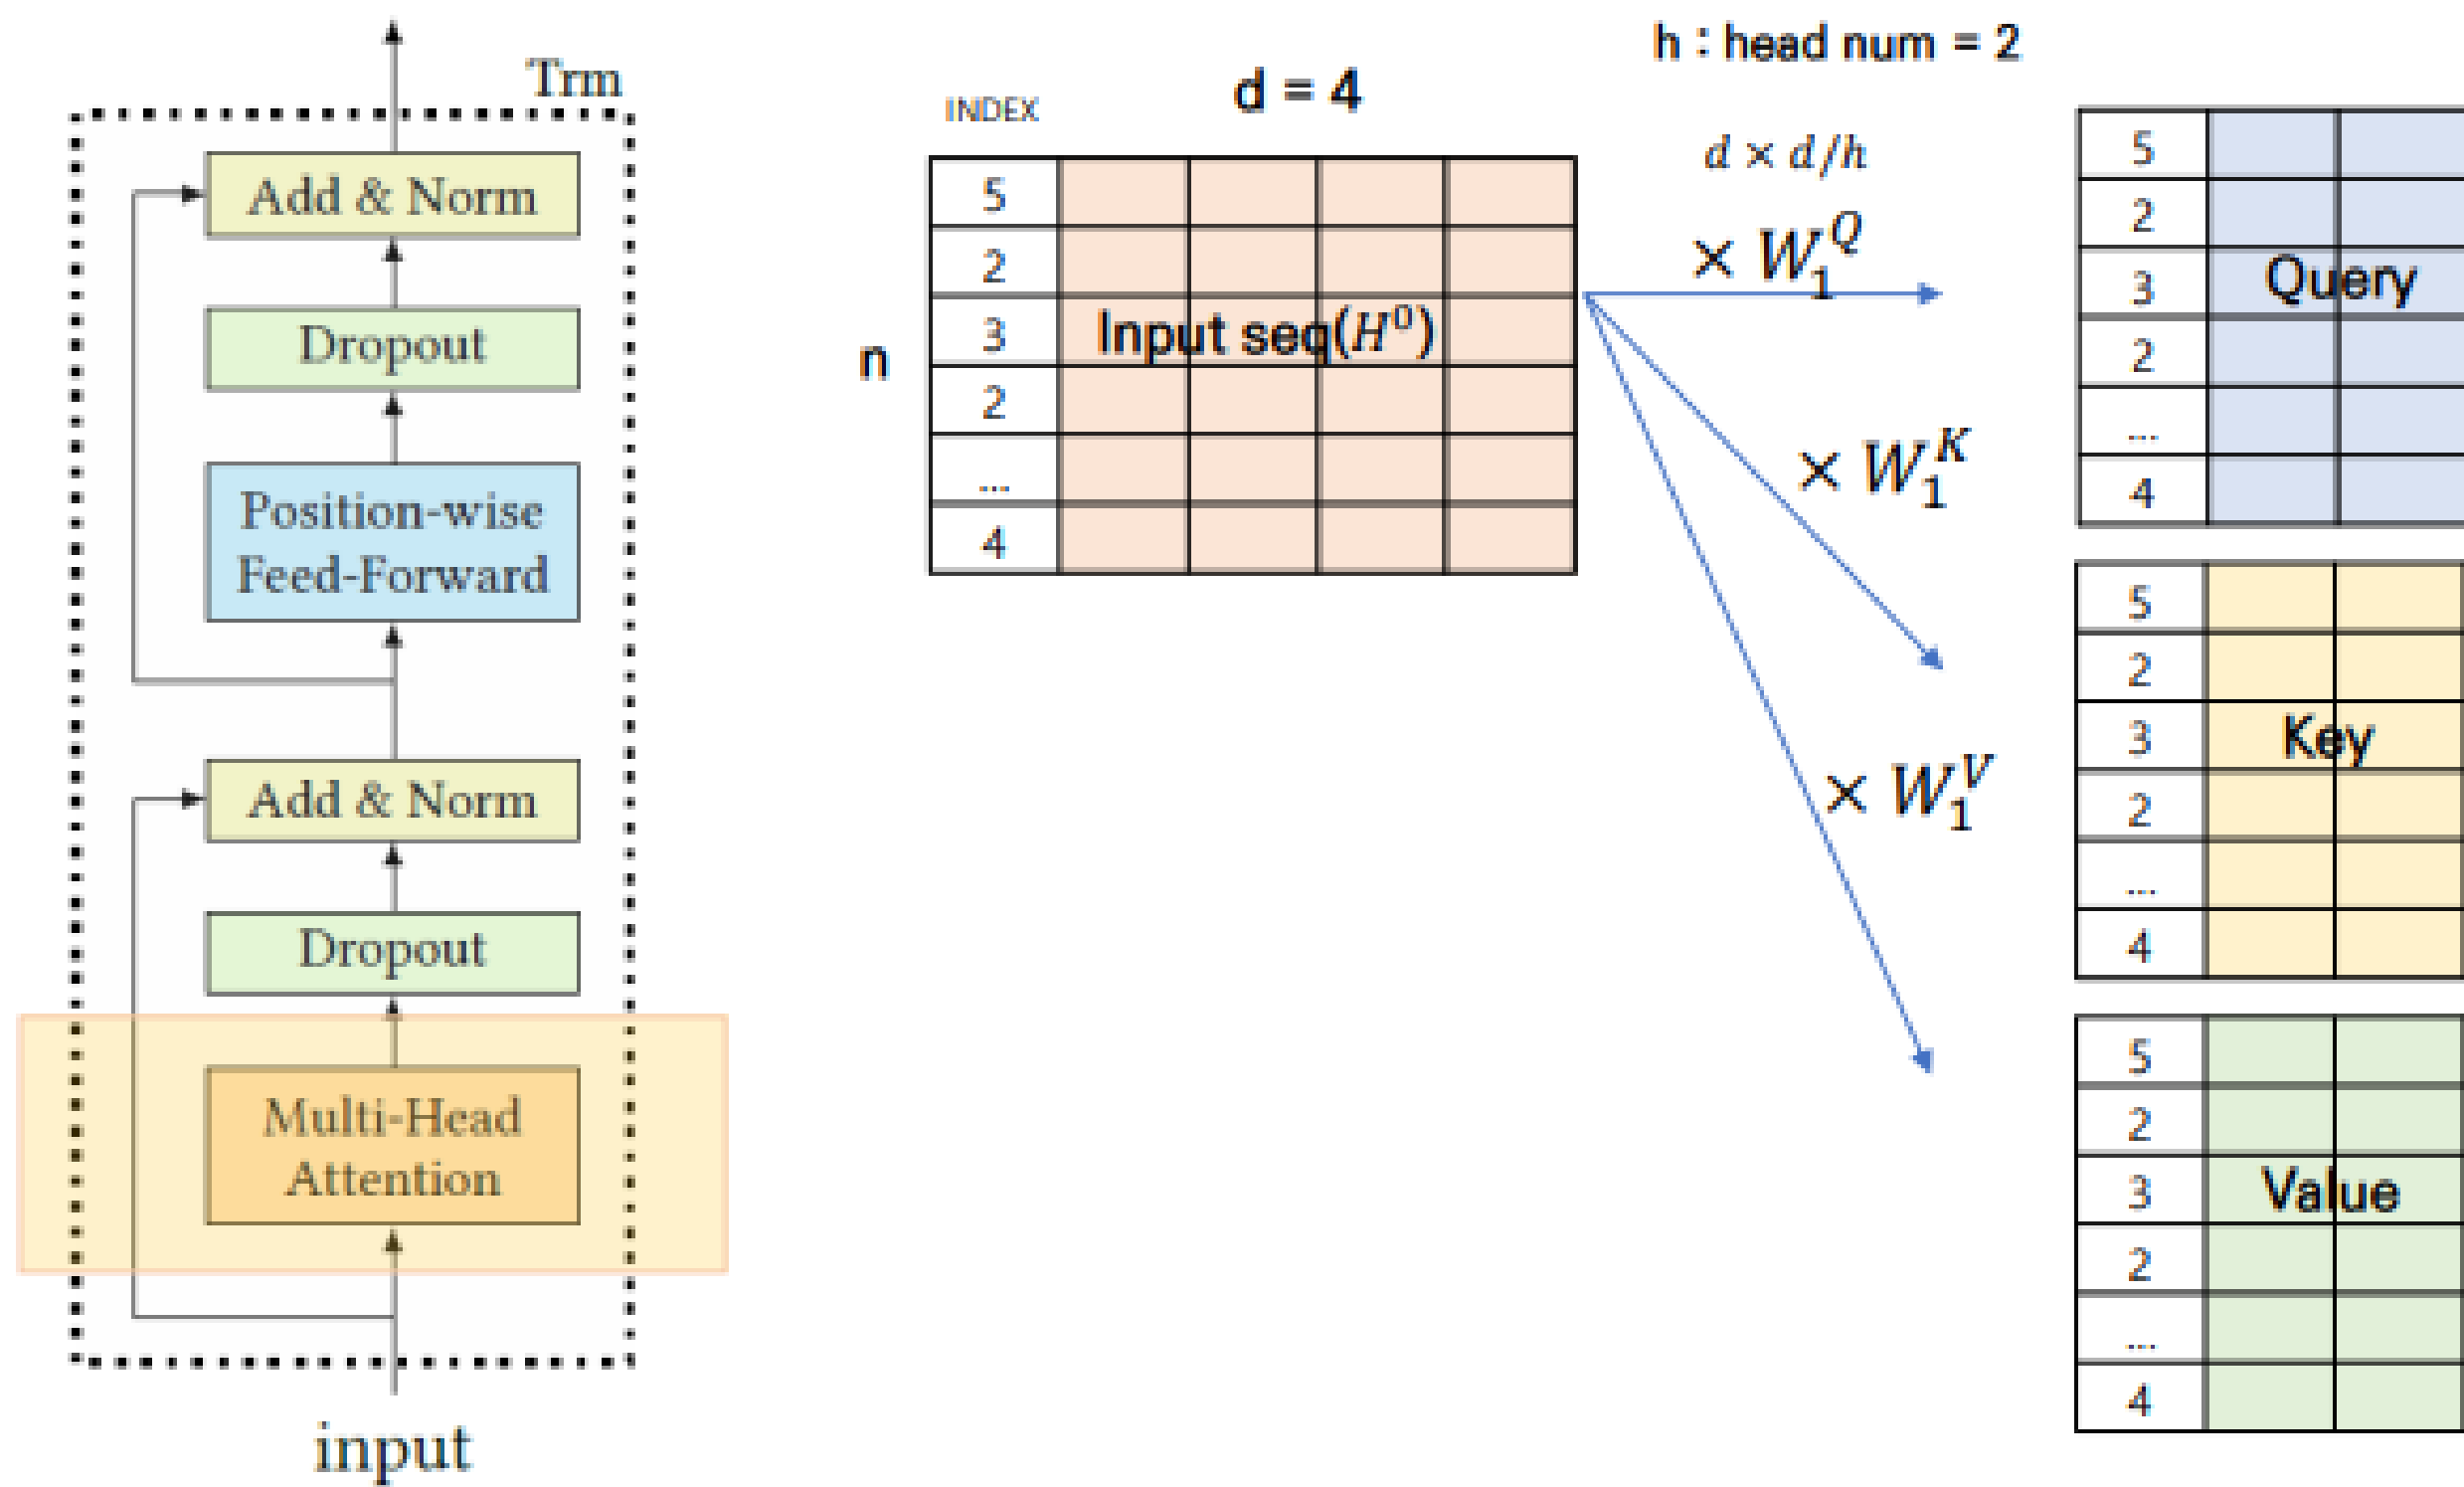 Trm
Add & Norm
Dropout
Position-wise
Feed-Forward
Add & Norm
Dropout
Multi-Head
Attention
input
INDEX
d = 4
n
5
2
3
2
...
4
Input seq(H⁰)
h : head num = 2
d × d/h
× W₁^Q
× W₁^K
× W₁^V
5
2
3
2
...
4
Query
5
2
3
2
...
4
Key
5
2
3
2
...
4
Value